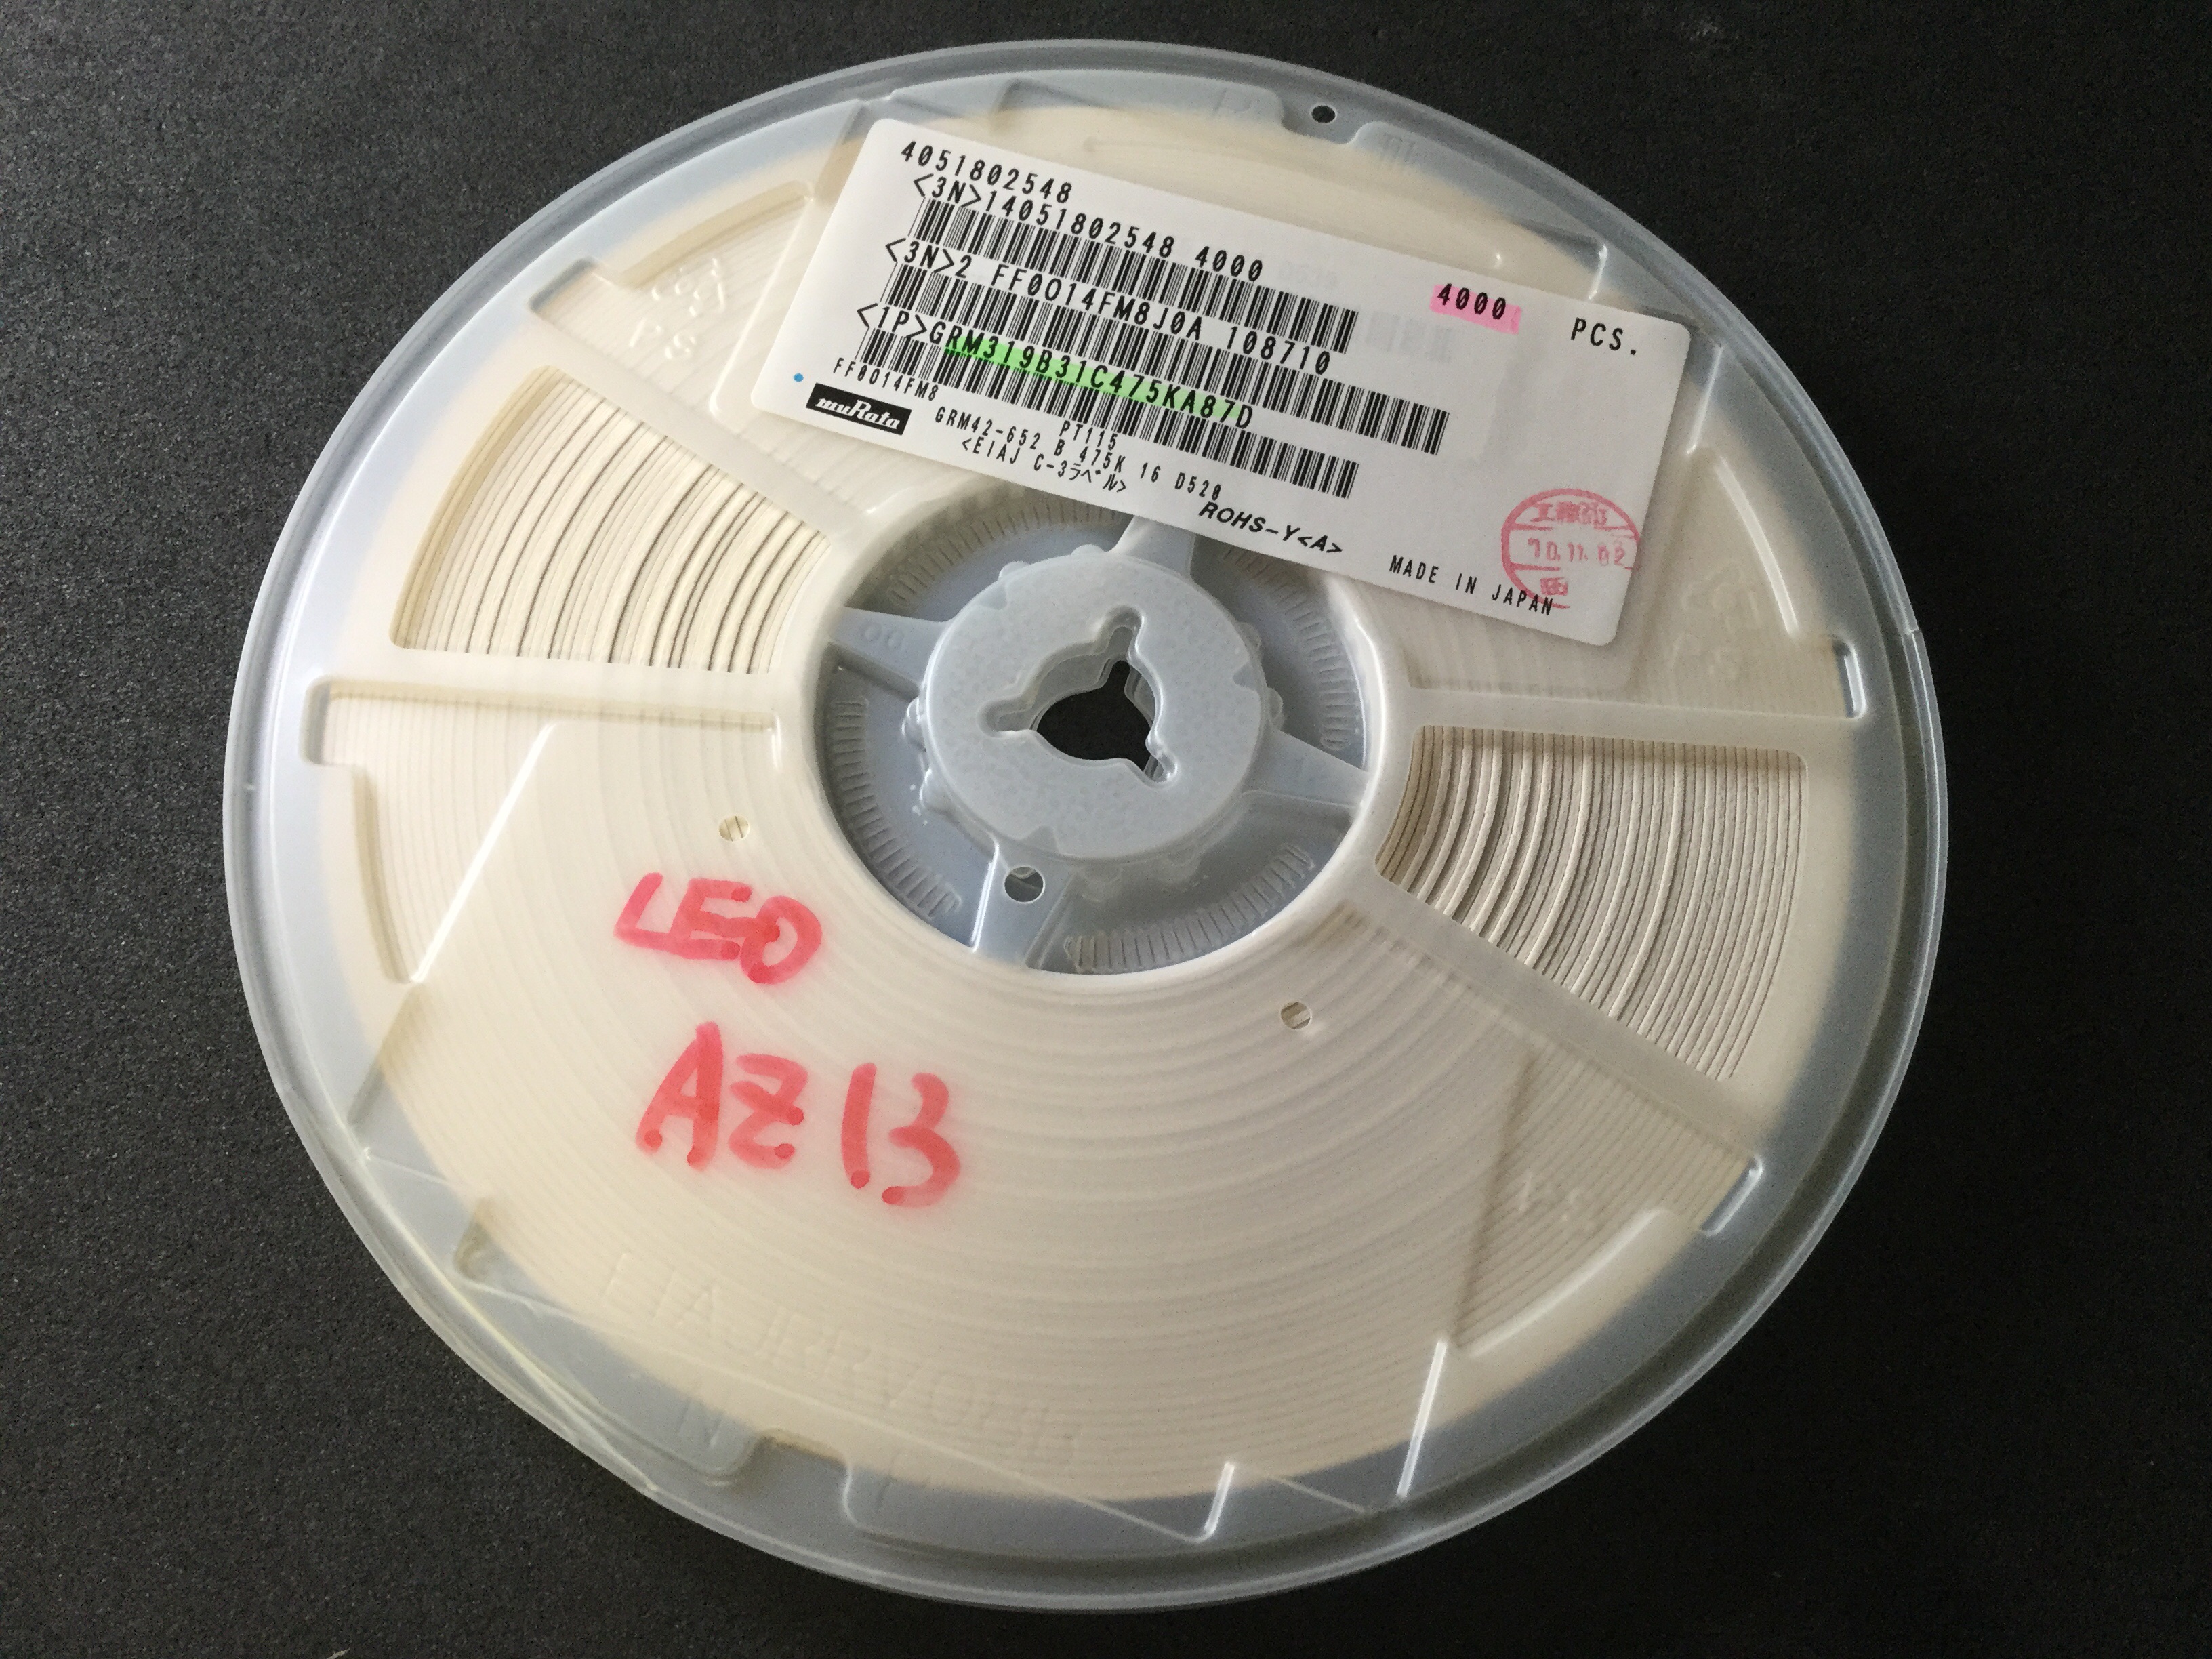 4051802548
<3N>14051802548 4000
4000 PCS.
<3N>2 FF0014FM8J0A 108710
<1P>GRM319B31C475KA87D
FF0014FM8
PT115
muRata
GRM42-652 B 475K 16 D520
<EIAJ C-3ラベル>
ROHS-Y<A>
MADE IN JAPAN
LEO
AZ13